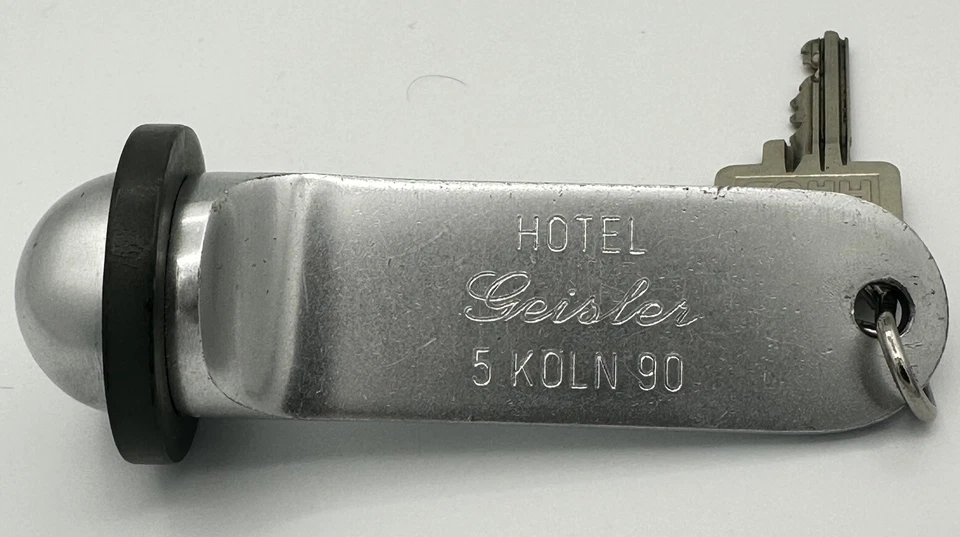 HOTEL
Geisler
5 KOLN 90